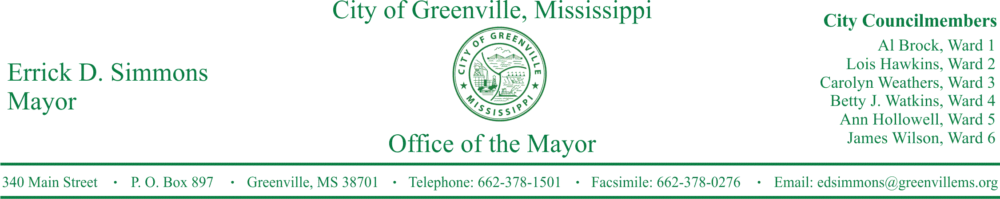 City of Greenville, Mississippi
CITY OF GREENVILLE
MISSISSIPPI
Errick D. Simmons
Mayor
Office of the Mayor
City Councilmembers
Al Brock, Ward 1
Lois Hawkins, Ward 2
Carolyn Weathers, Ward 3
Betty J. Watkins, Ward 4
Ann Hollowell, Ward 5
James Wilson, Ward 6
340 Main Street • P. O. Box 897 • Greenville, MS 38701 • Telephone: 662-378-1501 • Facsimile: 662-378-0276 • Email: edsimmons@greenvillems.org